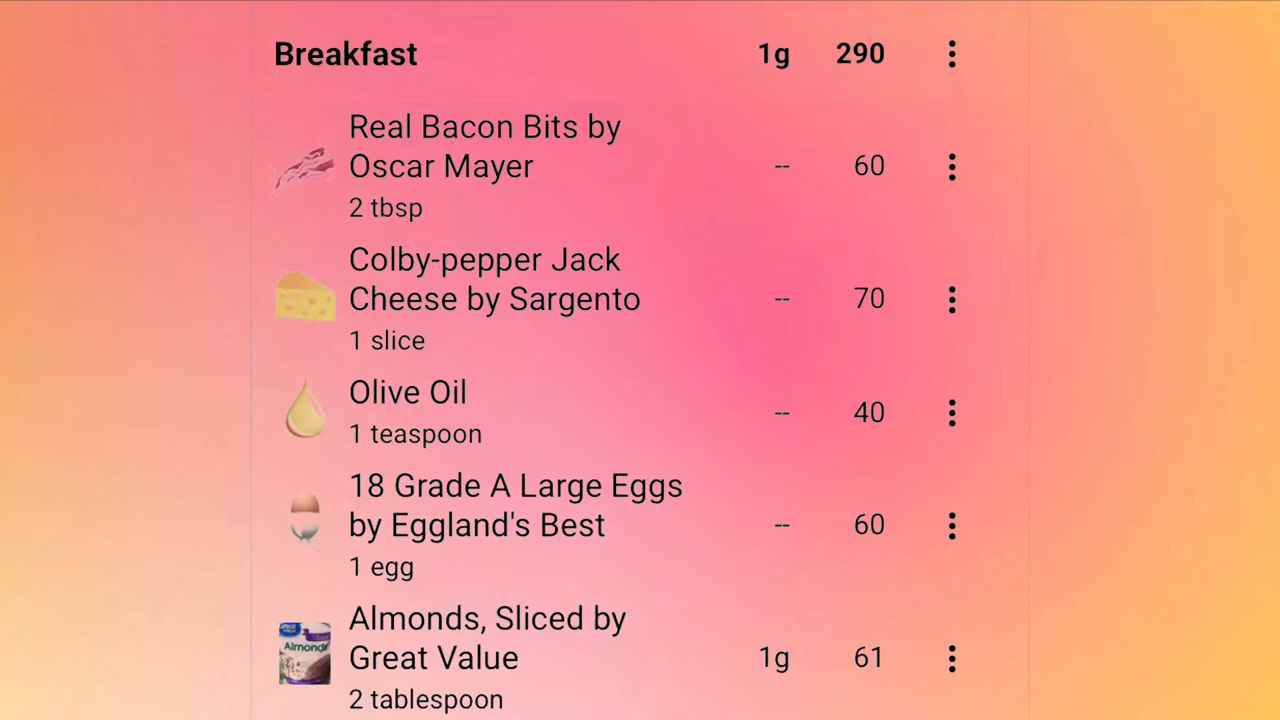 Breakfast 1g 290
Real Bacon Bits by
Oscar Mayer
-- 60
2 tbsp
Colby-pepper Jack
Cheese by Sargento
-- 70
1 slice
Olive Oil
-- 40
1 teaspoon
18 Grade A Large Eggs
by Eggland's Best
-- 60
1 egg
Almonds, Sliced by
Great Value
1g 61
2 tablespoon
Almonds